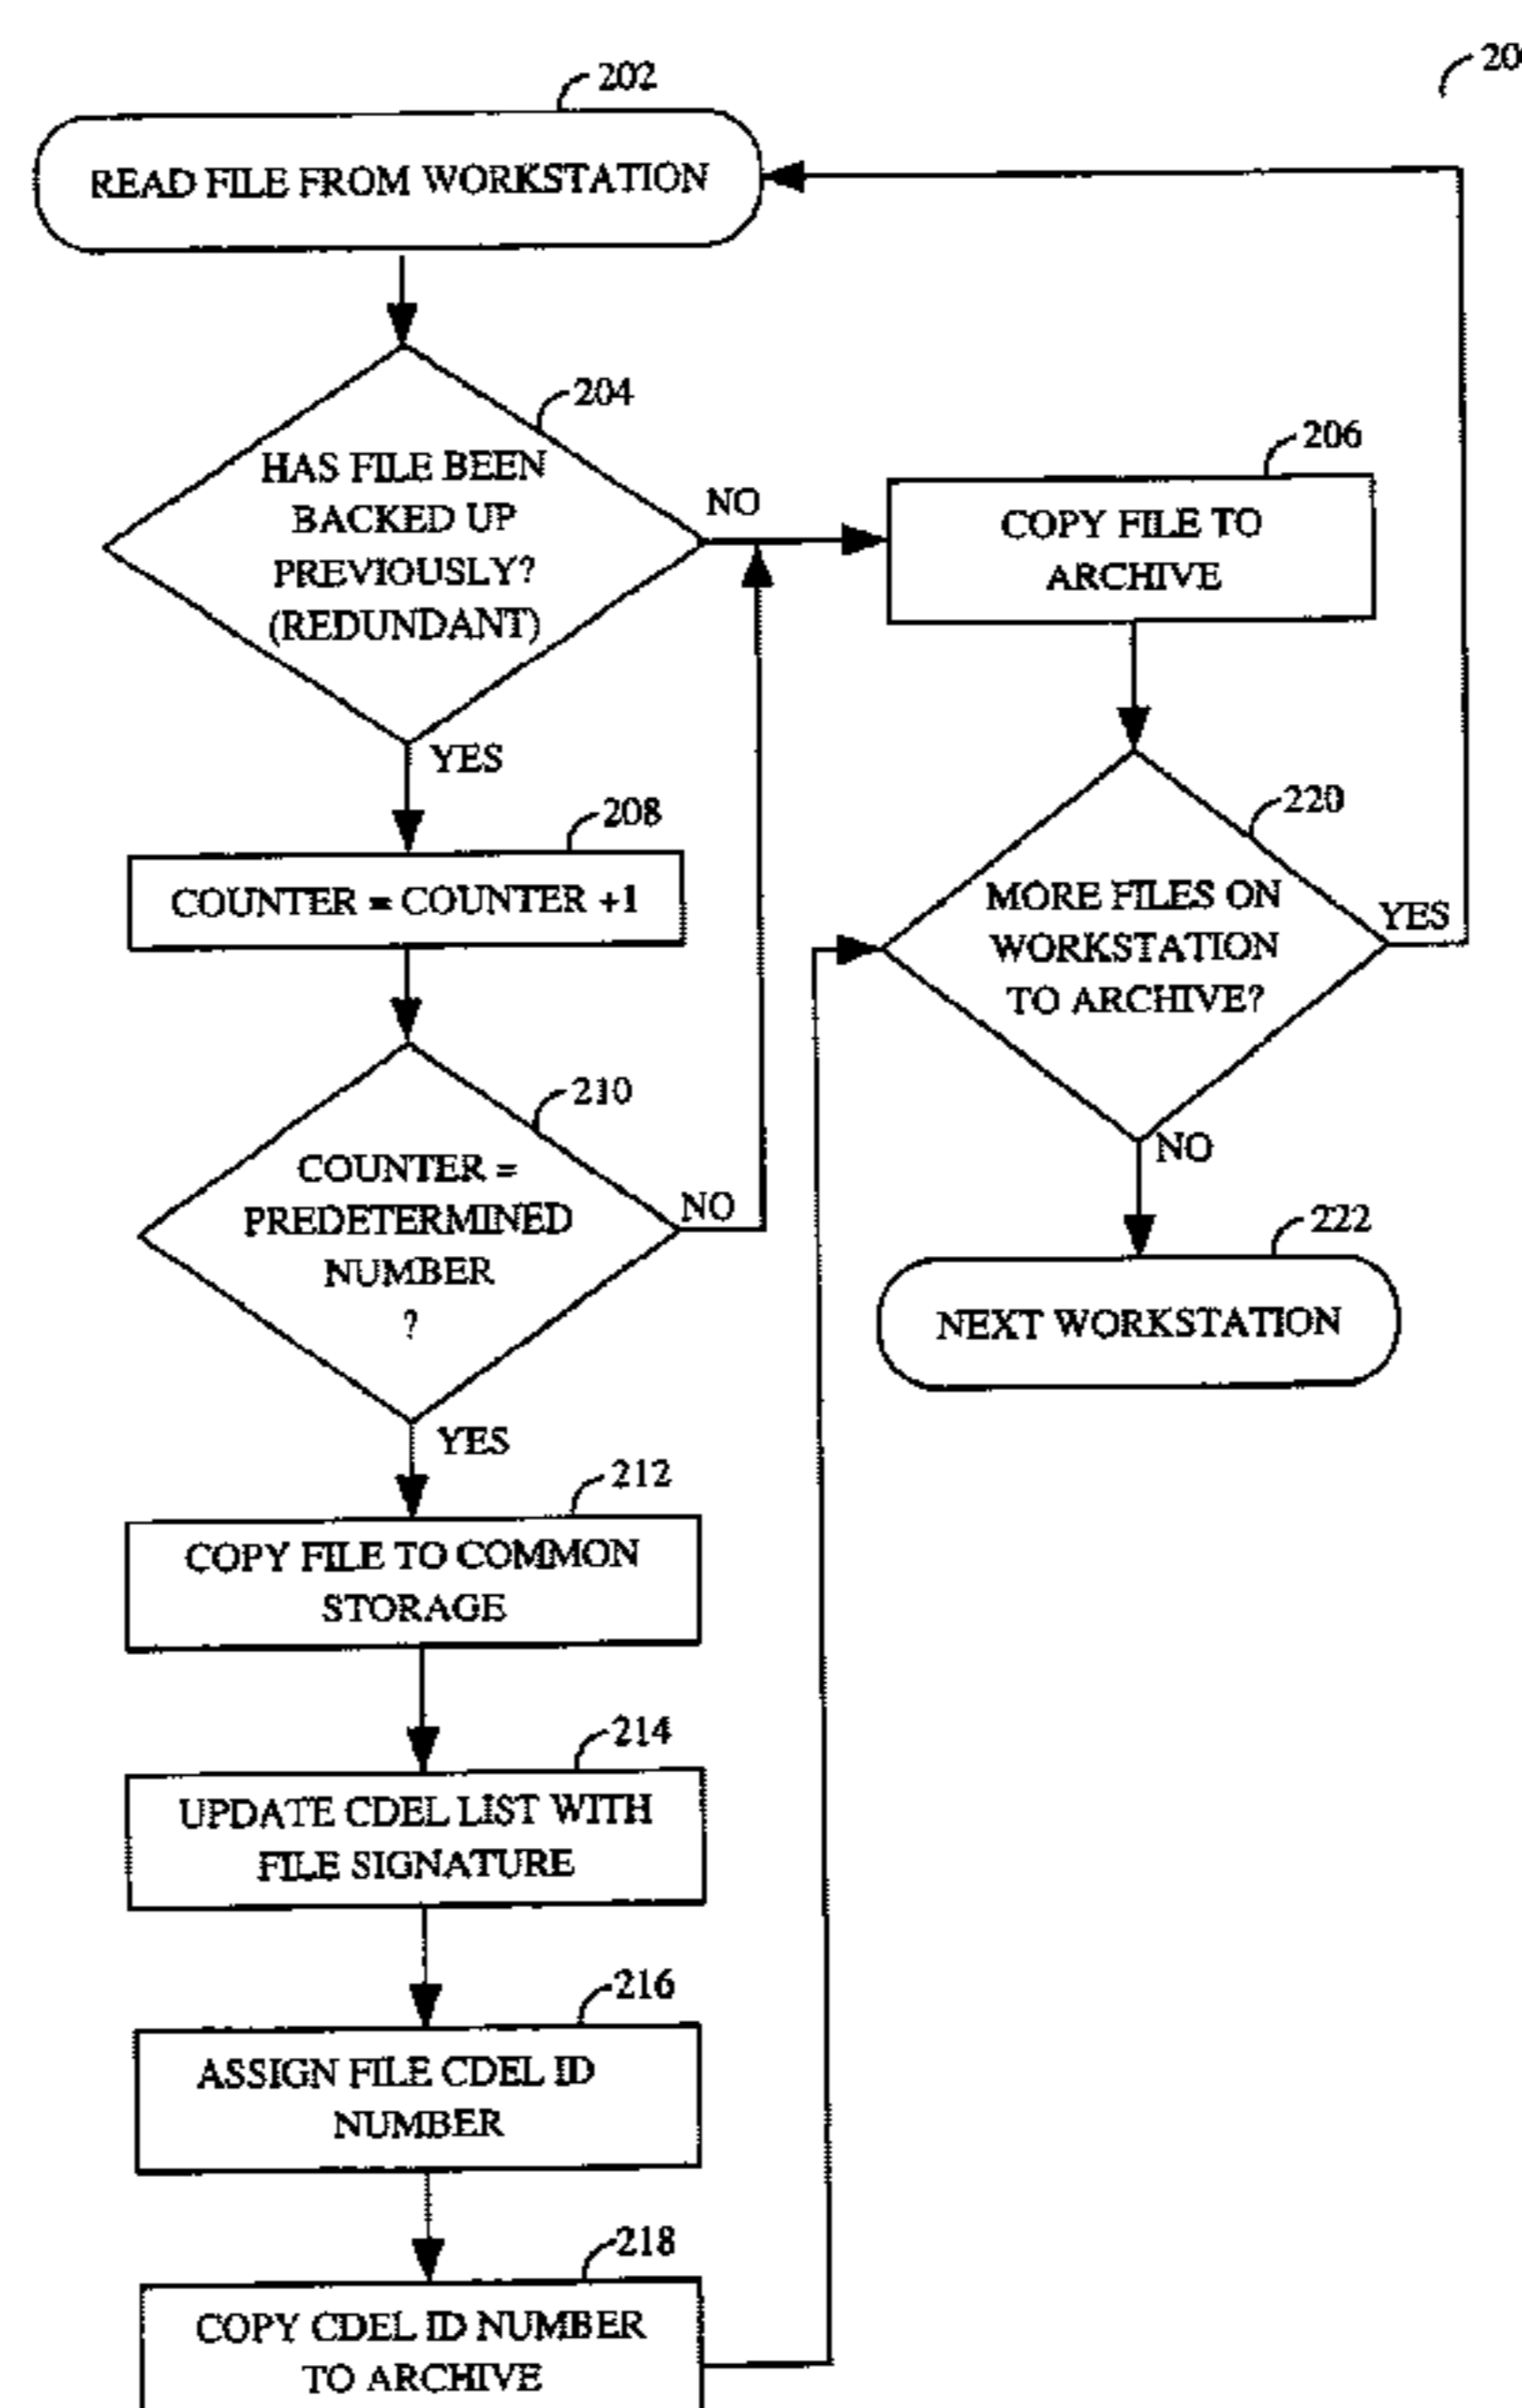 202
READ FILE FROM WORKSTATION
204
HAS FILE BEEN
BACKED UP
PREVIOUSLY?
(REDUNDANT)
NO
YES
206
COPY FILE TO
ARCHIVE
208
COUNTER = COUNTER +1
210
COUNTER =
PREDETERMINED
NUMBER
?
NO
YES
220
MORE FILES ON
WORKSTATION
TO ARCHIVE?
YES
NO
222
NEXT WORKSTATION
212
COPY FILE TO COMMON
STORAGE
214
UPDATE CDEL LIST WITH
FILE SIGNATURE
216
ASSIGN FILE CDEL ID
NUMBER
218
COPY CDEL ID NUMBER
TO ARCHIVE